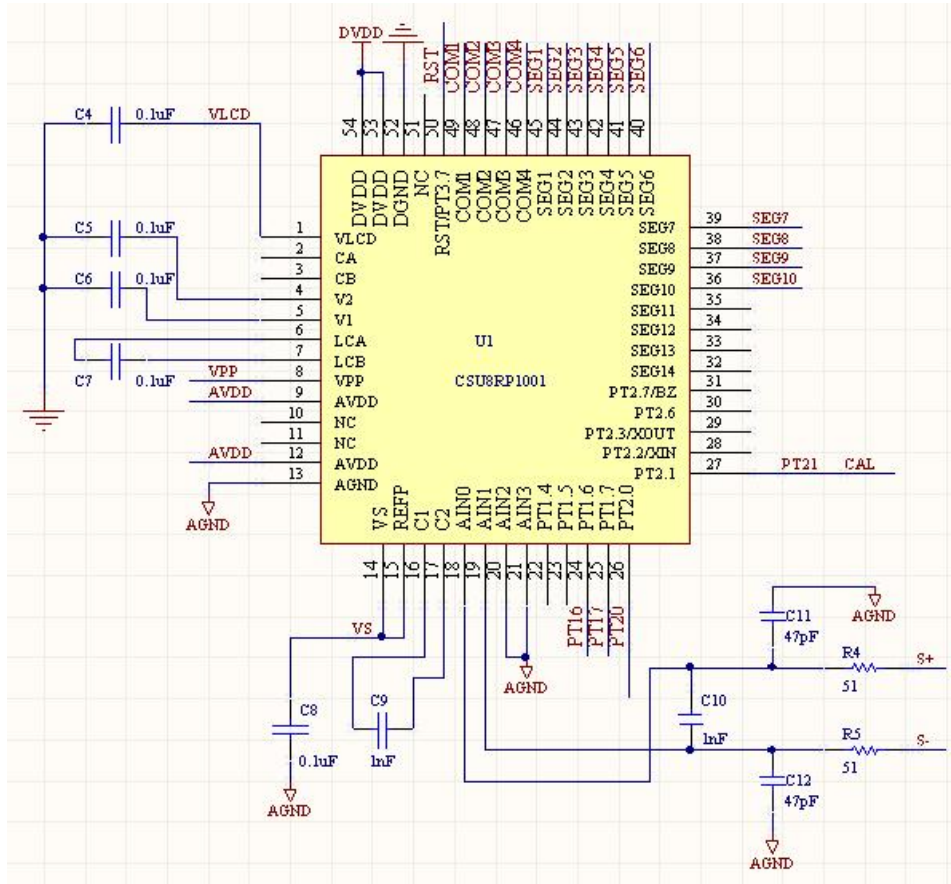 DVDD
RST
COM1
COM2
COM3
COM4
SEG1
SEG2
SEG3
SEG4
SEG5
SEG6
54
53
52
51
50
49
48
47
46
45
44
43
42
41
40
C4 0.1uF VLCD
C5 0.1uF
C6 0.1uF
C7 0.1uF
VPP
AVDD
AVDD
AGND
1
2
3
4
5
6
7
8
9
10
11
12
13
DVDD
DVDD
DGND
NC
RST/PT3.7
COM1
COM2
COM3
COM4
SEG1
SEG2
SEG3
SEG4
SEG5
SEG6
VLCD
CA
CB
V2
V1
LCA
LCB
VPP
AVDD
NC
NC
AVDD
AGND
U1
CSU8RP1001
SEG7 39 SEG7
SEG8 38 SEG8
SEG9 37 SEG9
SEG10 36 SEG10
SEG11 35
SEG12 34
SEG13 33
SEG14 32
PT2.7/BZ 31
PT2.6 30
PT2.3/XOUT 29
PT2.2/XIN 28
PT2.1 27 PT21 CAL
VS
REFP
C1
C2
AIN0
AIN1
AIN2
AIN3
PT1.4
PT1.5
PT1.6
PT1.7
PT2.0
14
15
16
17
18
19
20
21
22
23
24
25
26
PT16
PT17
PT20
VS
C8
0.1uF
AGND
C9
1nF
AGND
C11
47pF
AGND
R4
51
S+
C10
1nF
R5
51
S-
C12
47pF
AGND